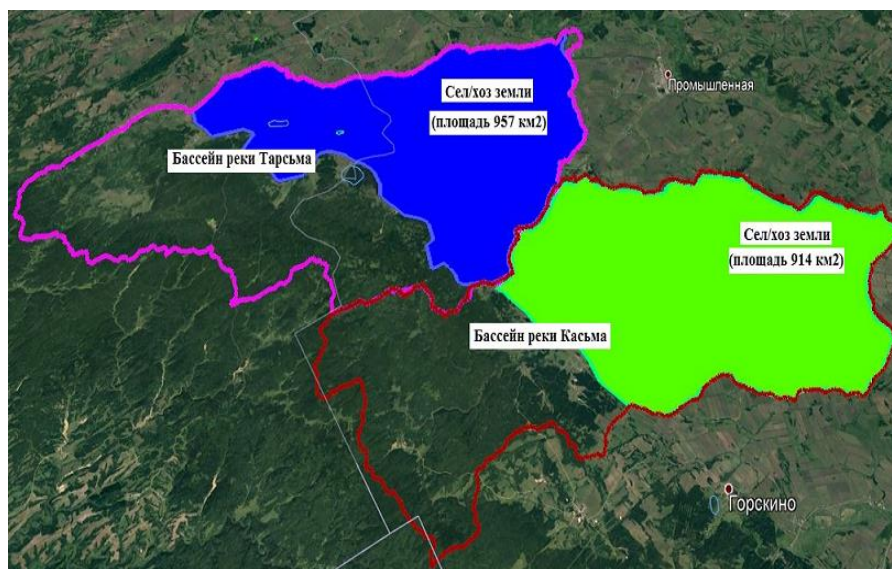 Сел/хоз земли
(площадь 957 км2)
Промышленная
Бассейн реки Тарсьма
Сел/хоз земли
(площадь 914 км2)
Бассейн реки Касьма
Горскино